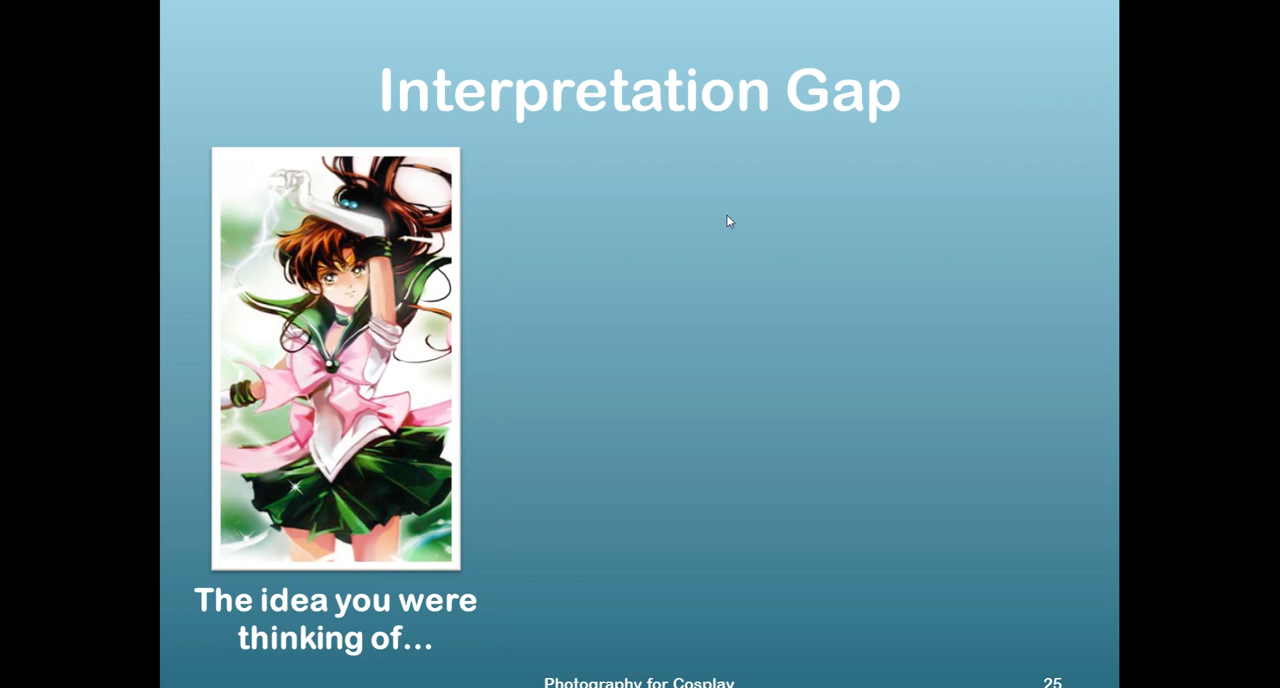 Interpretation Gap
The idea you were
thinking of...
Photography for Cosplay
25